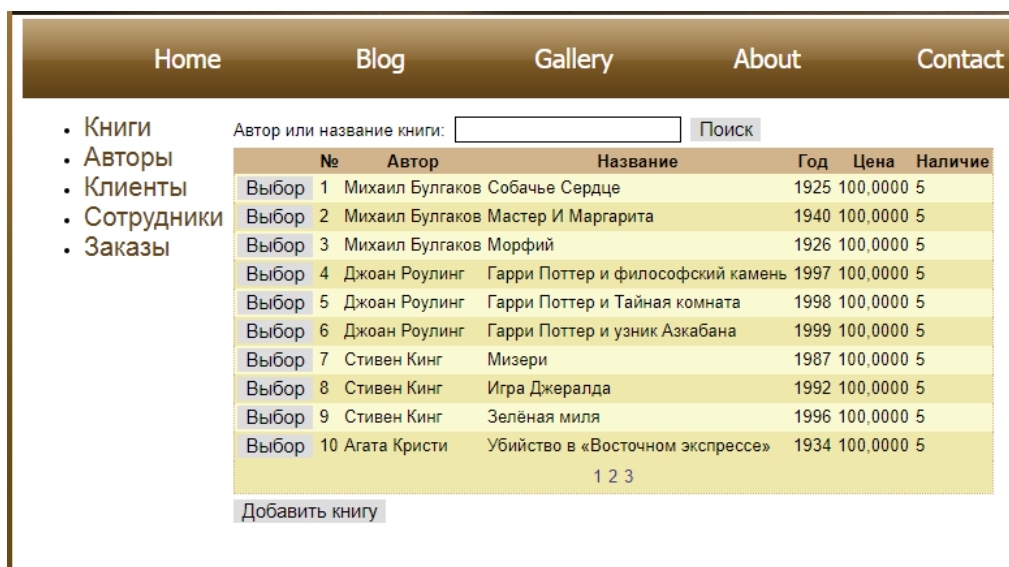 Home Blog Gallery About Contact
• Книги
• Авторы
• Клиенты
• Сотрудники
• Заказы
Автор или название книги: Поиск
№ Автор Название Год Цена Наличие
Выбор 1 Михаил Булгаков Собачье Сердце 1925 100,0000 5
Выбор 2 Михаил Булгаков Мастер И Маргарита 1940 100,0000 5
Выбор 3 Михаил Булгаков Морфий 1926 100,0000 5
Выбор 4 Джоан Роулинг Гарри Поттер и философский камень 1997 100,0000 5
Выбор 5 Джоан Роулинг Гарри Поттер и Тайная комната 1998 100,0000 5
Выбор 6 Джоан Роулинг Гарри Поттер и узник Азкабана 1999 100,0000 5
Выбор 7 Стивен Кинг Мизери 1987 100,0000 5
Выбор 8 Стивен Кинг Игра Джералда 1992 100,0000 5
Выбор 9 Стивен Кинг Зелёная миля 1996 100,0000 5
Выбор 10 Агата Кристи Убийство в «Восточном экспрессе» 1934 100,0000 5
1 2 3
Добавить книгу